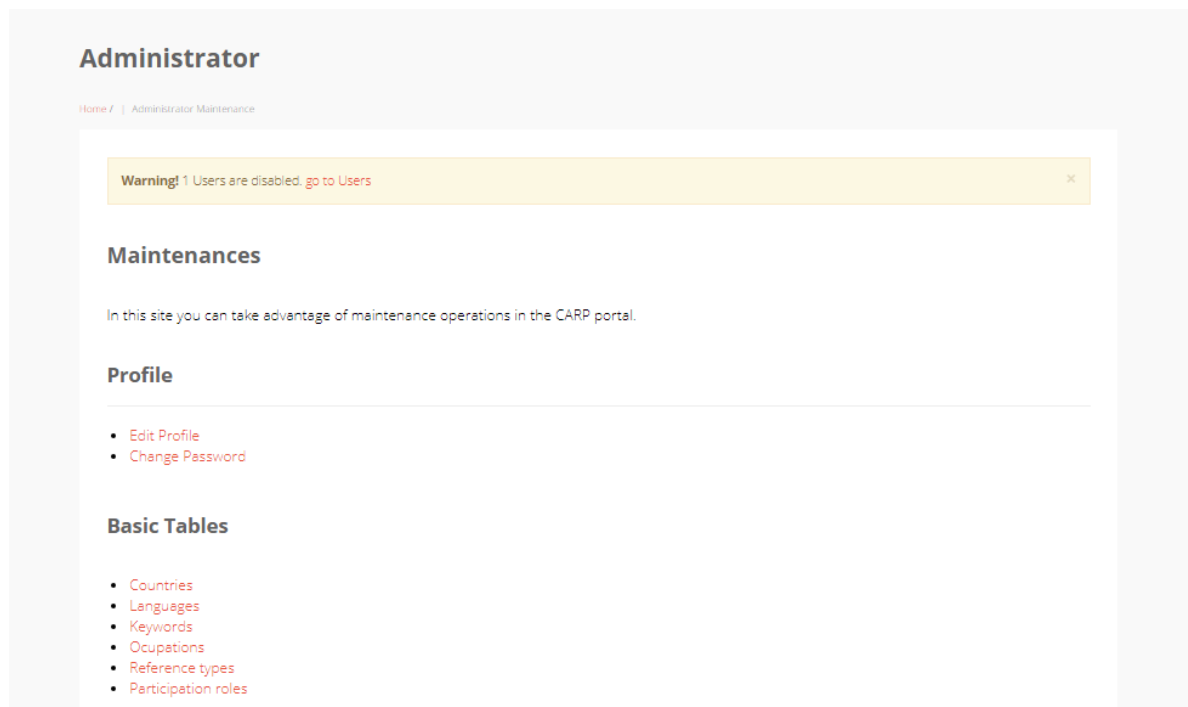 Administrator
Home / | Administrator Maintenance
Warning! 1 Users are disabled. go to Users ×
Maintenances
In this site you can take advantage of maintenance operations in the CARP portal.
Profile
Edit Profile
Change Password
Basic Tables
Countries
Languages
Keywords
Ocupations
Reference types
Participation roles